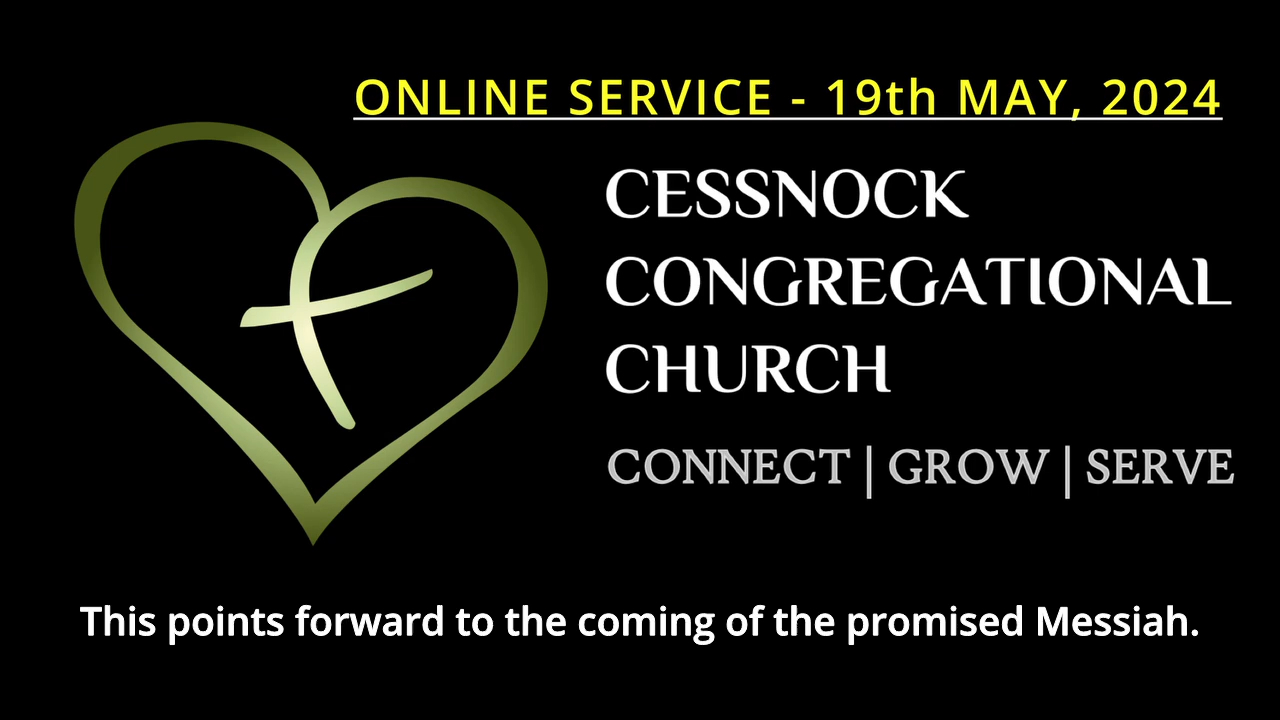 ONLINE SERVICE - 19th MAY, 2024
CESSNOCK
CONGREGATIONAL
CHURCH
CONNECT | GROW | SERVE
This points forward to the coming of the promised Messiah.